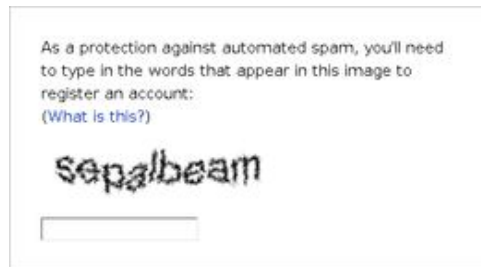 As a protection against automated spam, you'll need
to type in the words that appear in this image to
register an account:
(What is this?)
sepalbeam